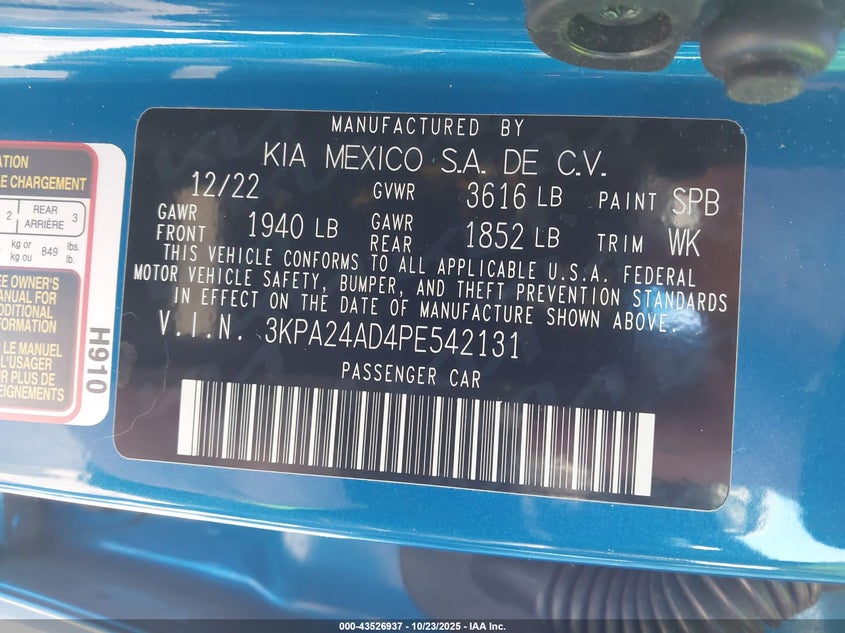 ATION
E CHARGEMENT
2 REAR ARRIÈRE 3
kg or kg ou 849 lbs. lb.
EE OWNER'S
ANUAL FOR
ADDITIONAL
FORMATION
LE MANUEL
L'USAGER
R PLUS DE
EIGNEMENTS
H910
MANUFACTURED BY
KIA MEXICO S.A. DE C.V.
12/22 GVWR 3616 LB PAINT SPB
GAWR FRONT 1940 LB GAWR REAR 1852 LB TRIM WK
THIS VEHICLE CONFORMS TO ALL APPLICABLE U.S.A. FEDERAL
MOTOR VEHICLE SAFETY, BUMPER, AND THEFT PREVENTION STANDARDS
IN EFFECT ON THE DATE OF MANUFACTURE SHOWN ABOVE.
V.I.N. 3KPA24AD4PE542131
PASSENGER CAR
000-43526937 - 10/23/2025 - IAA Inc.